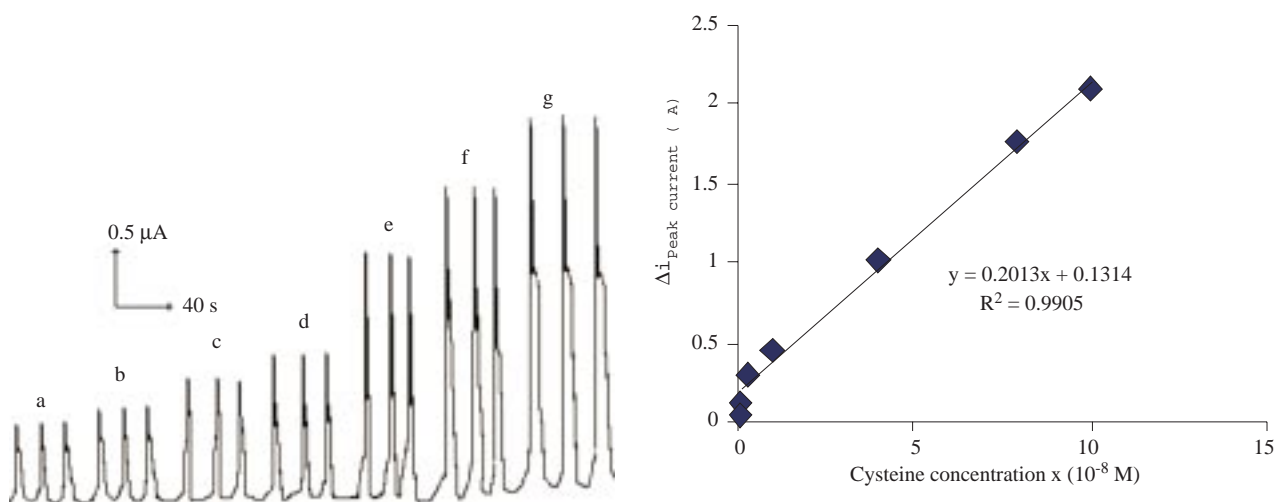 a
b
c
d
e
f
g
0.5 μA
40 s
2.5
2
1.5
1
0.5
0
Δi Peak current ( A)
y = 0.2013x + 0.1314
R² = 0.9905
0 5 10 15
Cysteine concentration x (10⁻⁸ M)